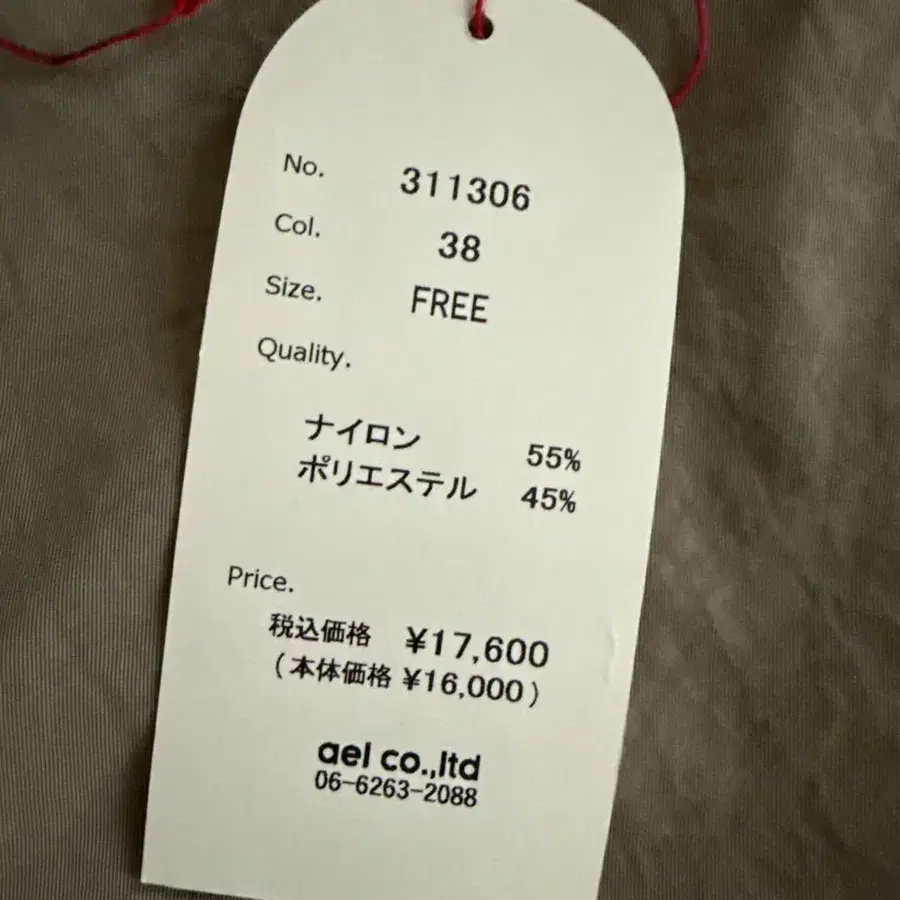 No. 311306
Col. 38
Size. FREE
Quality.
ナイロン 55%
ポリエステル 45%
Price.
税込価格 ¥17,600
(本体価格 ¥16,000)
ael co.,ltd
06-6263-2088